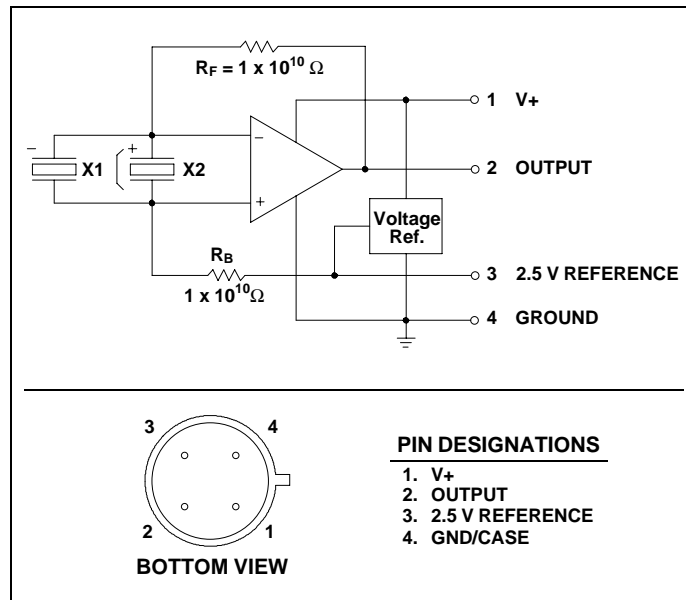 R_F = 1 x 10^10 Ω
1 V+
- X1
+ X2
-
+
2 OUTPUT
Voltage
Ref.
R_B
1 x 10^10Ω
3 2.5 V REFERENCE
4 GROUND
3 4
2 1
BOTTOM VIEW
PIN DESIGNATIONS
1. V+
2. OUTPUT
3. 2.5 V REFERENCE
4. GND/CASE